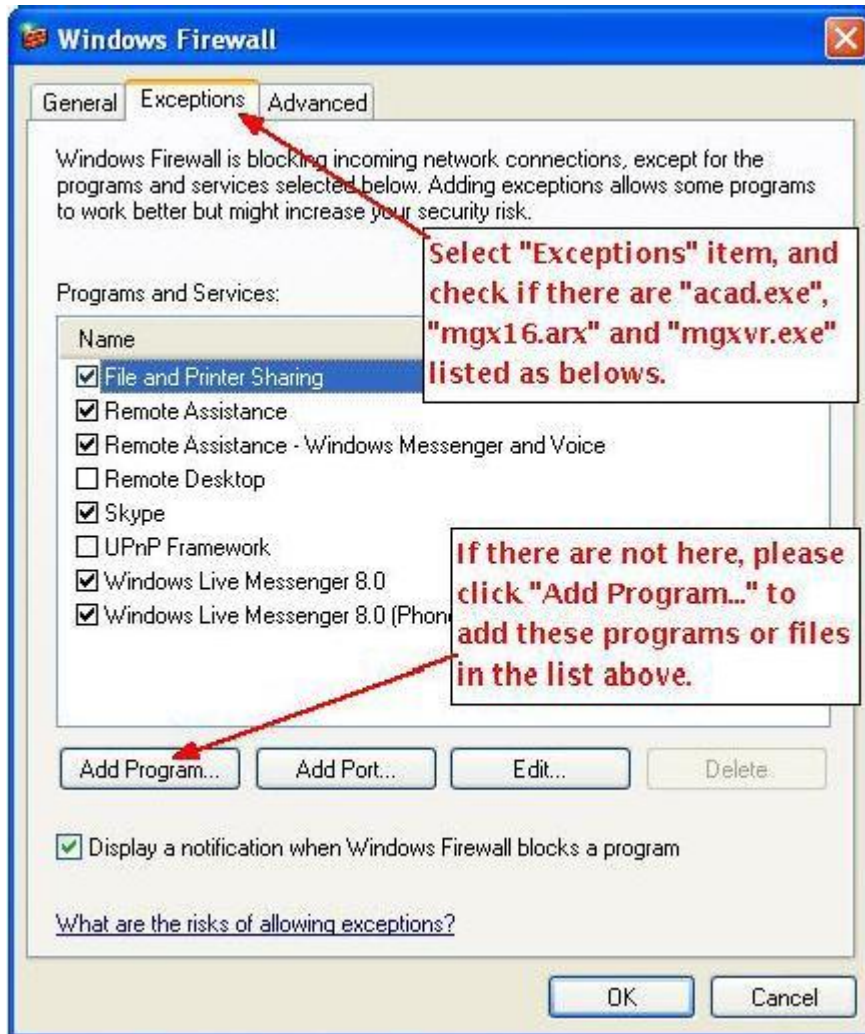 Windows Firewall
General Exceptions Advanced
Windows Firewall is blocking incoming network connections, except for the
programs and services selected below. Adding exceptions allows some programs
to work better but might increase your security risk.
Select "Exceptions" item, and
check if there are "acad.exe",
"mgx16.arx" and "mgxvr.exe"
listed as belows.
Programs and Services:
Name
File and Printer Sharing
Remote Assistance
Remote Assistance - Windows Messenger and Voice
Remote Desktop
Skype
UPnP Framework
Windows Live Messenger 8.0
Windows Live Messenger 8.0 (Phon
If there are not here, please
click "Add Program..." to
add these programs or files
in the list above.
Add Program... Add Port... Edit... Delete
Display a notification when Windows Firewall blocks a program
What are the risks of allowing exceptions?
OK Cancel